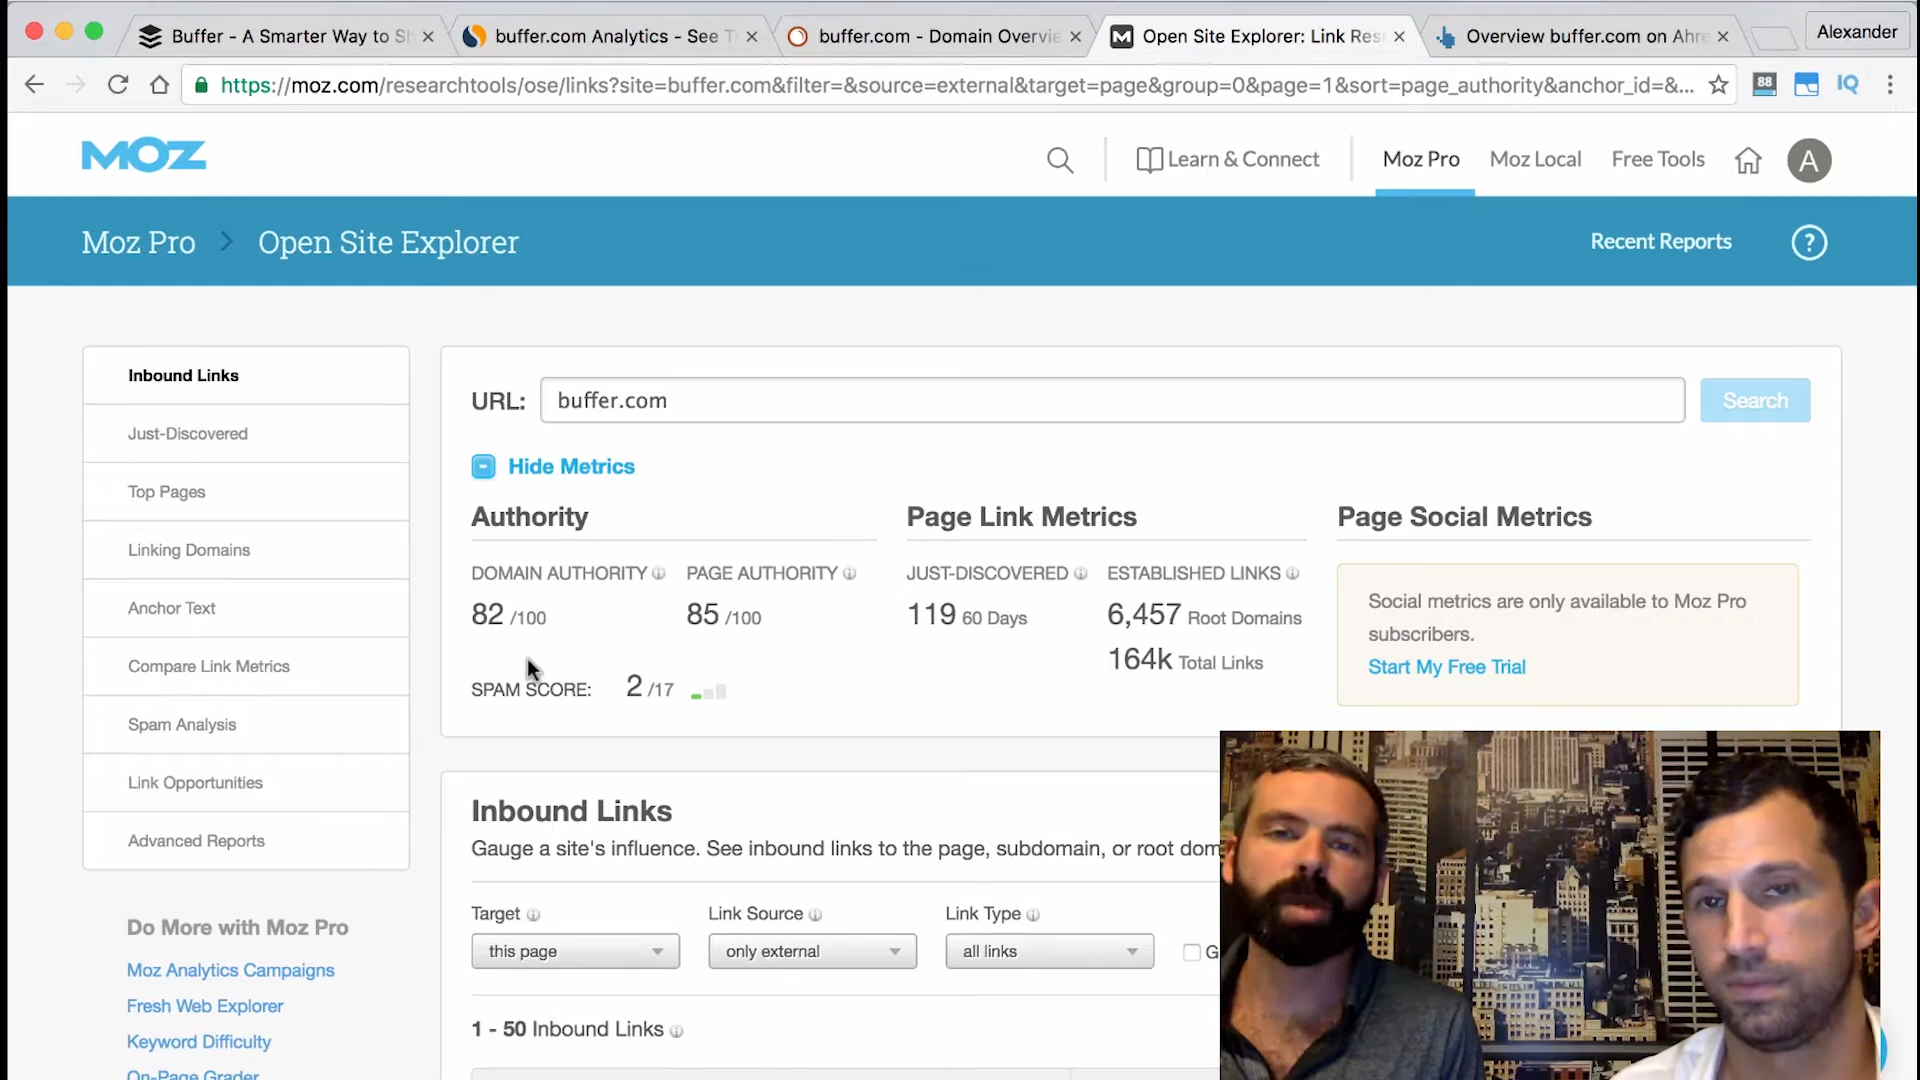 Buffer - A Smarter Way to Sh
buffer.com Analytics - See T
buffer.com - Domain Overvie
Open Site Explorer: Link Res
Overview buffer.com on Ahre
Alexander
https://moz.com/researchtools/ose/links?site=buffer.com&filter=&source=external&target=page&group=0&page=1&sort=page_authority&anchor_id=&...
88
IQ
MOZ
Learn & Connect
Moz Pro
Moz Local
Free Tools
A
Moz Pro > Open Site Explorer
Recent Reports
?
Inbound Links
Just-Discovered
Top Pages
Linking Domains
Anchor Text
Compare Link Metrics
Spam Analysis
Link Opportunities
Advanced Reports
Do More with Moz Pro
Moz Analytics Campaigns
Fresh Web Explorer
Keyword Difficulty
On-Page Grader
URL: buffer.com
Search
Hide Metrics
Authority
DOMAIN AUTHORITY PAGE AUTHORITY
82 /100 85 /100
SPAM SCORE: 2 /17
Page Link Metrics
JUST-DISCOVERED ESTABLISHED LINKS
119 60 Days 6,457 Root Domains
164k Total Links
Page Social Metrics
Social metrics are only available to Moz Pro
subscribers.
Start My Free Trial
Inbound Links
Gauge a site's influence. See inbound links to the page, subdomain, or root dom
Target Link Source Link Type
this page only external all links G
1 - 50 Inbound Links